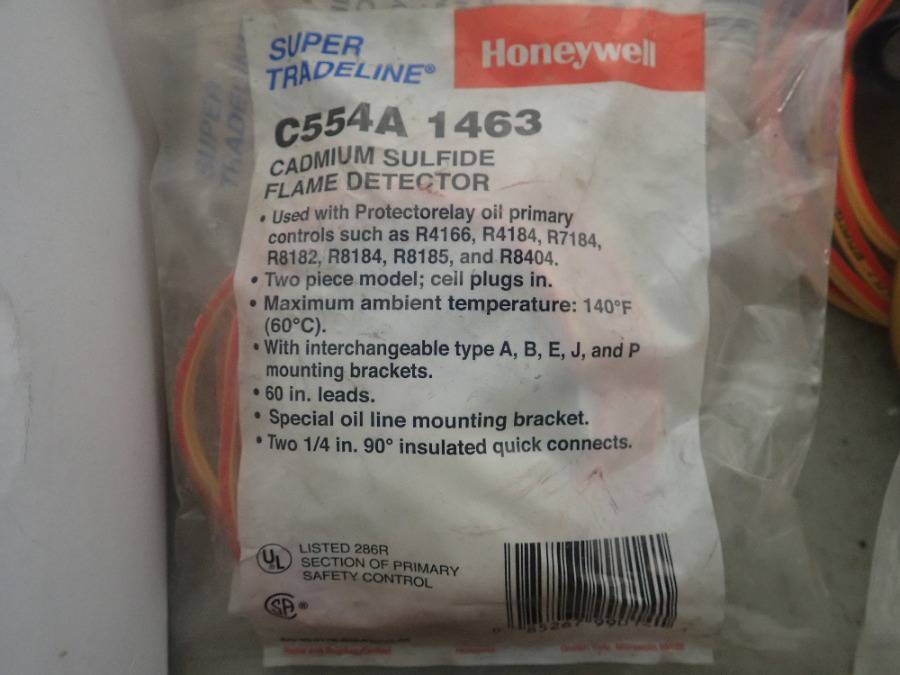 SUPER
TRADELINE®
Honeywell
C554A 1463
CADMIUM SULFIDE
FLAME DETECTOR
• Used with Protectorelay oil primary
controls such as R4166, R4184, R7184,
R8182, R8184, R8185, and R8404.
• Two piece model; cell plugs in.
• Maximum ambient temperature: 140°F
(60°C).
• With interchangeable type A, B, E, J, and P
mounting brackets.
• 60 in. leads.
• Special oil line mounting bracket.
• Two 1/4 in. 90° insulated quick connects.
UL
LISTED 286R
SECTION OF PRIMARY
SAFETY CONTROL
SA ®
SUPER